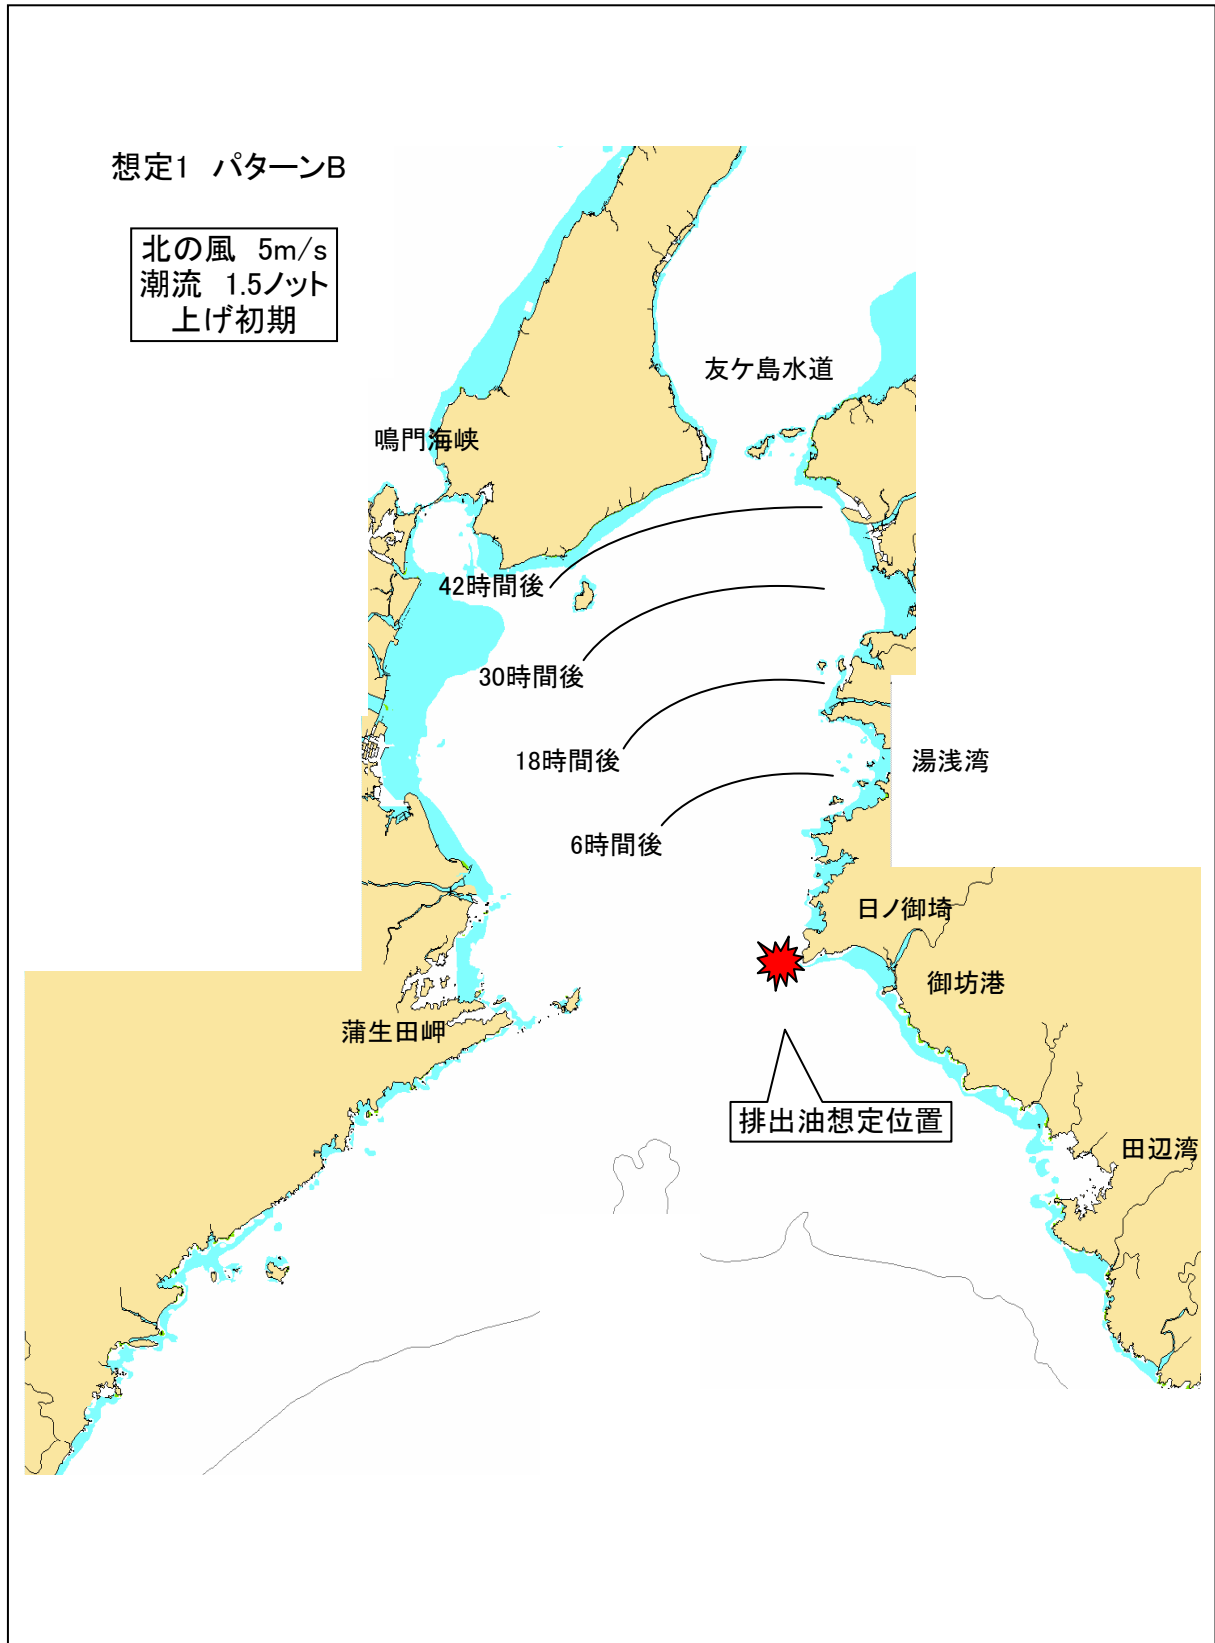 想定1 パターンB
北の風 5m/s
潮流 1.5ノット
上げ初期
友ケ島水道
鳴門海峡
42時間後
30時間後
18時間後
湯浅湾
6時間後
日ノ御埼
御坊港
蒲生田岬
排出油想定位置
田辺湾